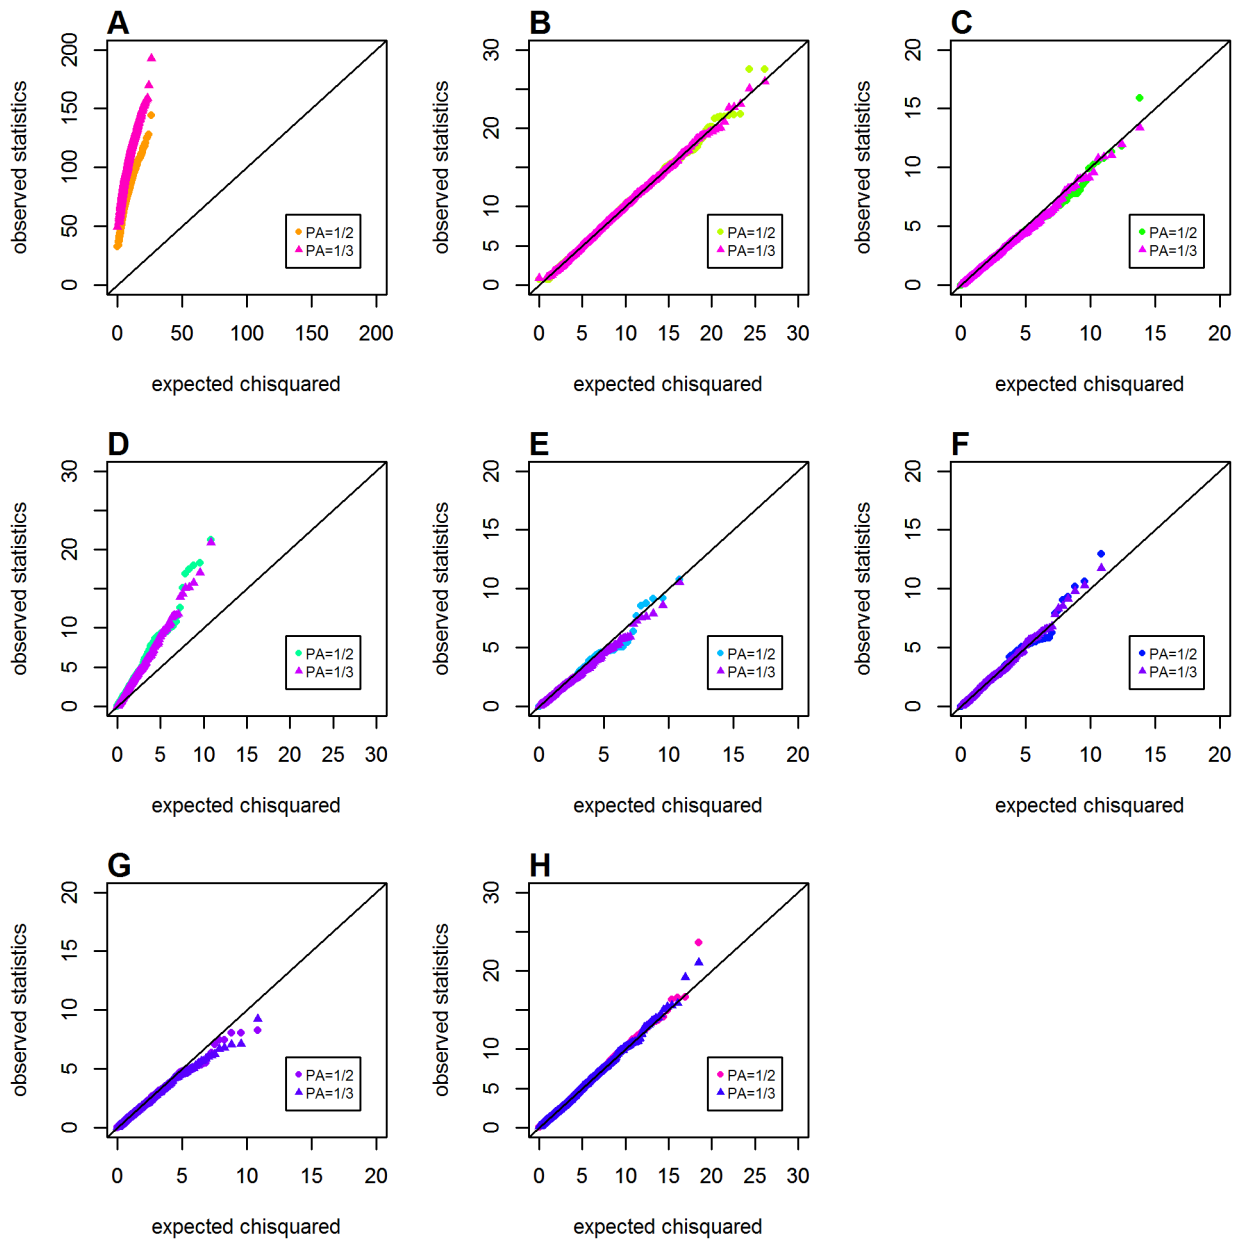 A
observed statistics
200
150
100
50
0
PA=1/2
PA=1/3
0 50 100 150 200
expected chisquared
B
observed statistics
30
20
10
5
0
PA=1/2
PA=1/3
0 5 10 15 20 25 30
expected chisquared
C
observed statistics
20
15
10
5
0
PA=1/2
PA=1/3
0 5 10 15 20
expected chisquared
D
observed statistics
30
20
10
5
0
PA=1/2
PA=1/3
0 5 10 15 20 25 30
expected chisquared
E
observed statistics
20
15
10
5
0
PA=1/2
PA=1/3
0 5 10 15 20
expected chisquared
F
observed statistics
20
15
10
5
0
PA=1/2
PA=1/3
0 5 10 15 20
expected chisquared
G
observed statistics
20
15
10
5
0
PA=1/2
PA=1/3
0 5 10 15 20
expected chisquared
H
observed statistics
30
20
10
5
0
PA=1/2
PA=1/3
0 5 10 15 20 25 30
expected chisquared